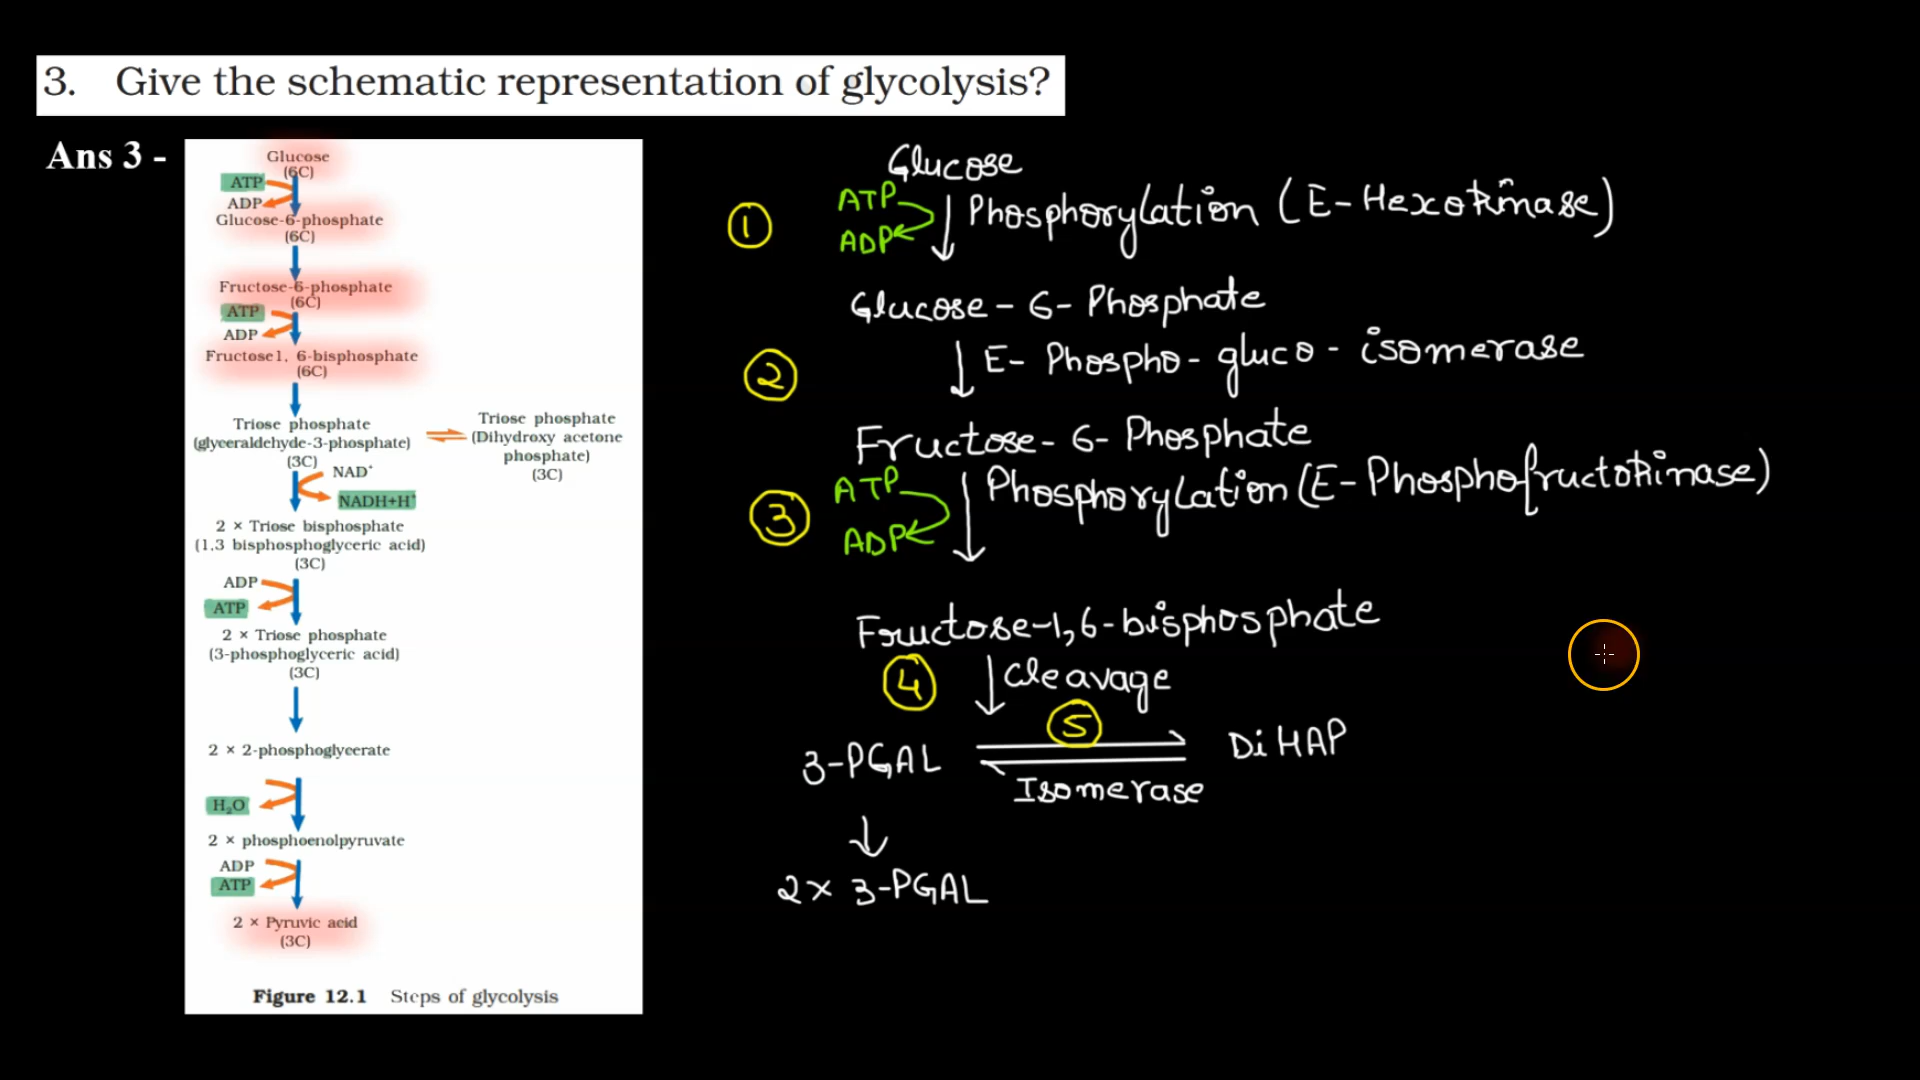 3. Give the schematic representation of glycolysis?
Ans 3 -
Glucose
(6C)
ATP
ADP
Glucose-6-phosphate
(6C)
Fructose-6-phosphate
(6C)
ATP
ADP
Fructose1, 6-bisphosphate
(6C)
Triose phosphate
(glyceraldehyde-3-phosphate)
(3C)
Triose phosphate
(Dihydroxy acetone
phosphate)
(3C)
NAD⁺
NADH+H⁺
2 × Triose bisphosphate
(1,3 bisphosphoglyceric acid)
(3C)
ADP
ATP
2 × Triose phosphate
(3-phosphoglyceric acid)
(3C)
2 × 2-phosphoglycerate
H₂O
2 × phosphoenolpyruvate
ADP
ATP
2 × Pyruvic acid
(3C)
Figure 12.1 Steps of glycolysis
Glucose
1 ATP Phosphorylation (E-Hexokinase)
ADP
Glucose-6-Phosphate
2 E-Phospho-gluco-isomerase
Fructose-6-Phosphate
3 ATP Phosphorylation (E-Phosphofructokinase)
ADP
Fructose-1,6-bisphosphate
4 Cleavage
5
3-PGAL DiHAP
Isomerase
2x 3-PGAL